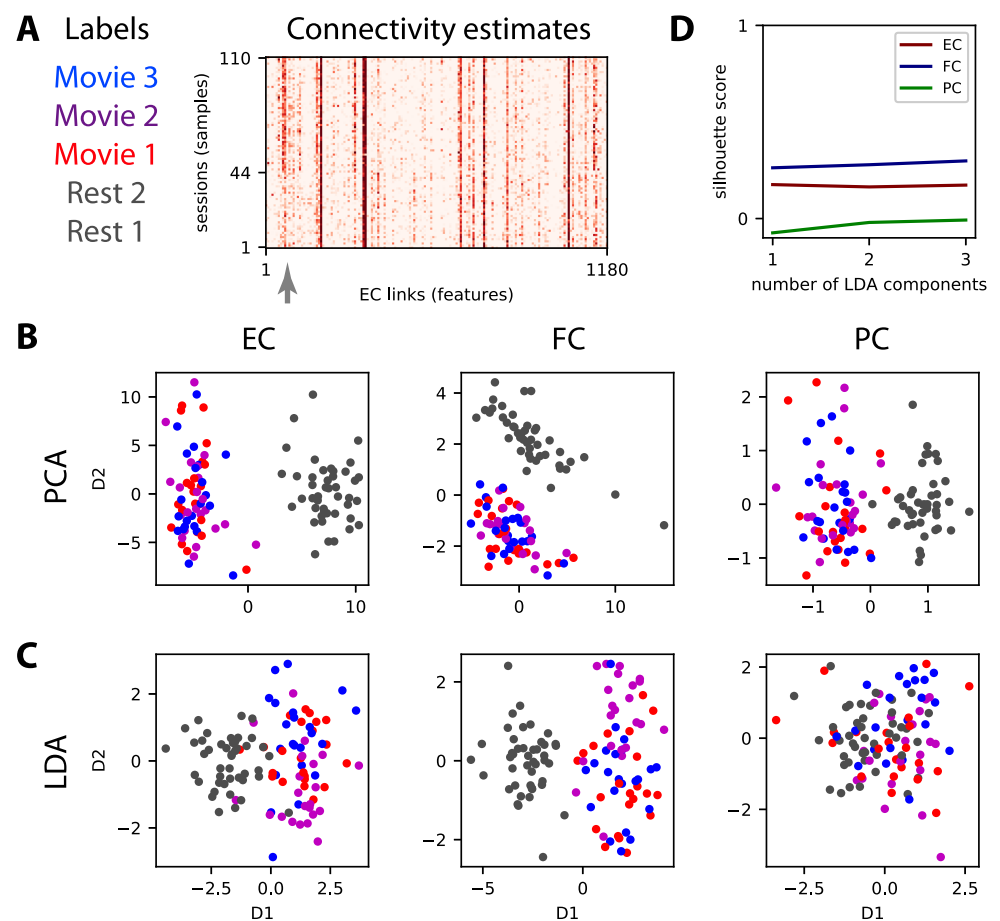 A
Labels
Movie 3
Movie 2
Movie 1
Rest 2
Rest 1
Connectivity estimates
sessions (samples)
110
44
1
1
1180
EC links (features)
D
silhouette score
1
0
EC
FC
PC
1
2
3
number of LDA components
B
EC
FC
PC
PCA
D2
10
5
0
−5
0
10
4
2
0
−2
0
10
2
1
0
−1
−1
0
1
C
LDA
D2
2
0
−2
−2.5
0.0
2.5
D1
2
0
−2
−5
0
D1
2
0
−2
−2.5
0.0
2.5
D1